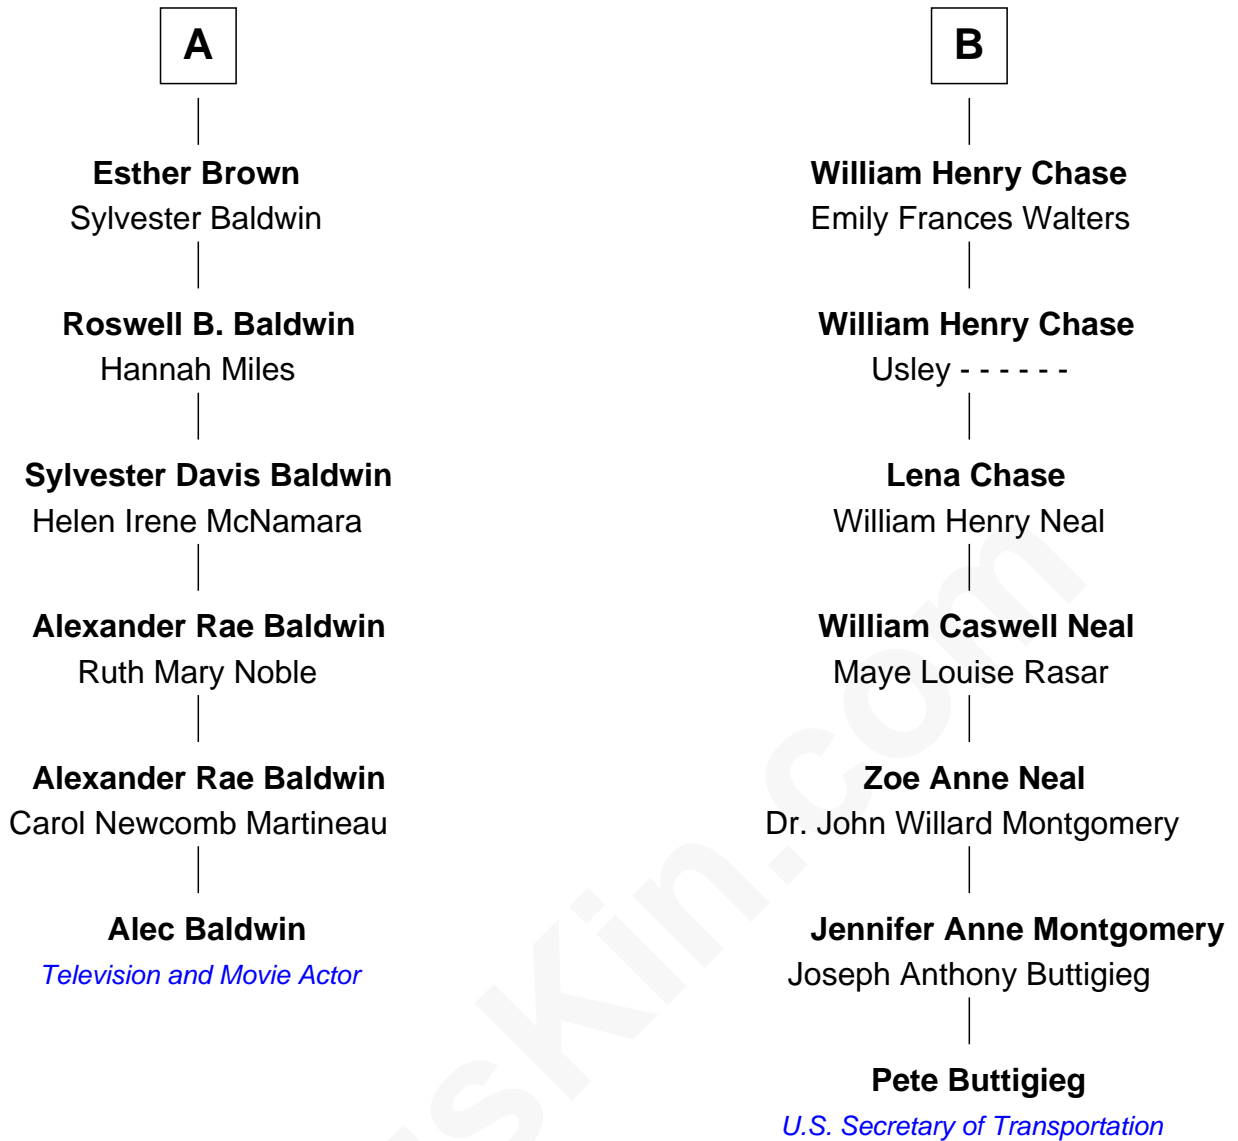 A
Esther Brown
Sylvester Baldwin
Roswell B. Baldwin
Hannah Miles
Sylvester Davis Baldwin
Helen Irene McNamara
Alexander Rae Baldwin
Ruth Mary Noble
Alexander Rae Baldwin
Carol Newcomb Martineau
Alec Baldwin
Television and Movie Actor
B
William Henry Chase
Emily Frances Walters
William Henry Chase
Usley - - - - - -
Lena Chase
William Henry Neal
William Caswell Neal
Maye Louise Rasar
Zoe Anne Neal
Dr. John Willard Montgomery
Jennifer Anne Montgomery
Joseph Anthony Buttigieg
Pete Buttigieg
U.S. Secretary of Transportation